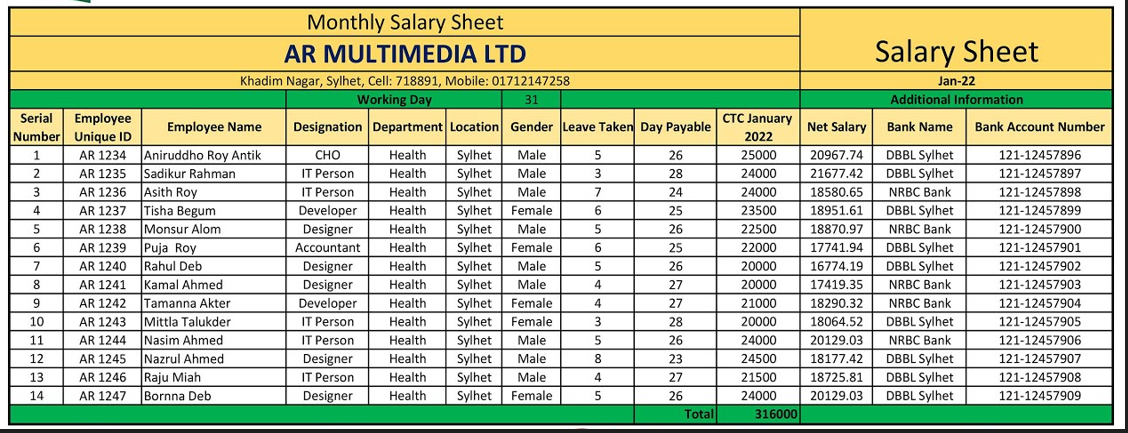 Monthly Salary Sheet
AR MULTIMEDIA LTD
Salary Sheet
Khadim Nagar, Sylhet, Cell: 718891, Mobile: 01712147258
Jan-22
Working Day 31 Additional Information
Serial Number Employee Unique ID Employee Name Designation Department Location Gender Leave Taken Day Payable CTC January 2022 Net Salary Bank Name Bank Account Number
1 AR 1234 Aniruddho Roy Antik CHO Health Sylhet Male 5 26 25000 20967.74 DBBL Sylhet 121-12457896
2 AR 1235 Sadikur Rahman IT Person Health Sylhet Male 3 28 24000 21677.42 DBBL Sylhet 121-12457897
3 AR 1236 Asith Roy IT Person Health Sylhet Male 7 24 24000 18580.65 NRBC Bank 121-12457898
4 AR 1237 Tisha Begum Developer Health Sylhet Female 6 25 23500 18951.61 DBBL Sylhet 121-12457899
5 AR 1238 Monsur Alom Designer Health Sylhet Male 5 26 22500 18870.97 NRBC Bank 121-12457900
6 AR 1239 Puja Roy Accountant Health Sylhet Female 6 25 22000 17741.94 DBBL Sylhet 121-12457901
7 AR 1240 Rahul Deb Designer Health Sylhet Male 5 26 20000 16774.19 DBBL Sylhet 121-12457902
8 AR 1241 Kamal Ahmed Designer Health Sylhet Male 4 27 20000 17419.35 NRBC Bank 121-12457903
9 AR 1242 Tamanna Akter Developer Health Sylhet Female 4 27 21000 18290.32 NRBC Bank 121-12457904
10 AR 1243 Mittla Talukder IT Person Health Sylhet Female 3 28 20000 18064.52 DBBL Sylhet 121-12457905
11 AR 1244 Nasim Ahmed IT Person Health Sylhet Male 5 26 24000 20129.03 NRBC Bank 121-12457906
12 AR 1245 Nazrul Ahmed Designer Health Sylhet Male 8 23 24500 18177.42 DBBL Sylhet 121-12457907
13 AR 1246 Raju Miah IT Person Health Sylhet Male 4 27 21500 18725.81 DBBL Sylhet 121-12457908
14 AR 1247 Bornna Deb Designer Health Sylhet Female 5 26 24000 20129.03 DBBL Sylhet 121-12457909
Total 316000